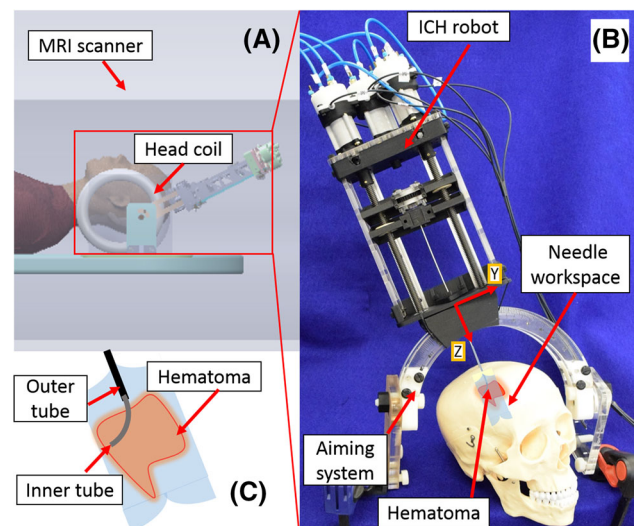 (A)
MRI scanner
Head coil
ICH robot
(B)
Needle
workspace
Y
Z
Aiming
system
Hematoma
Outer
tube
Hematoma
Inner tube
(C)